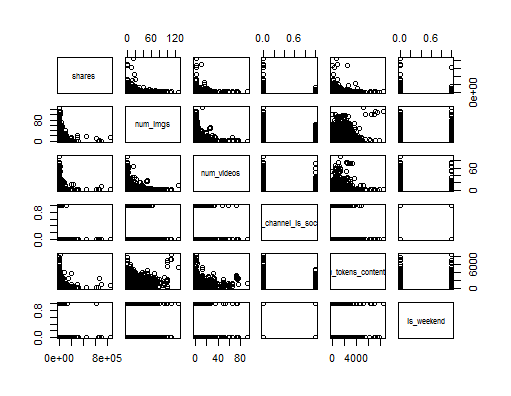 0 60 120
0.0 0.6
0.0 0.6
shares
0e+00
0 80
num_imgs
num_videos
0 60
0.0 0.8
_channel_is_soc
n_tokens_content
0 6000
0.0 0.8
is_weekend
0e+00 8e+05
0 40 80
0 4000